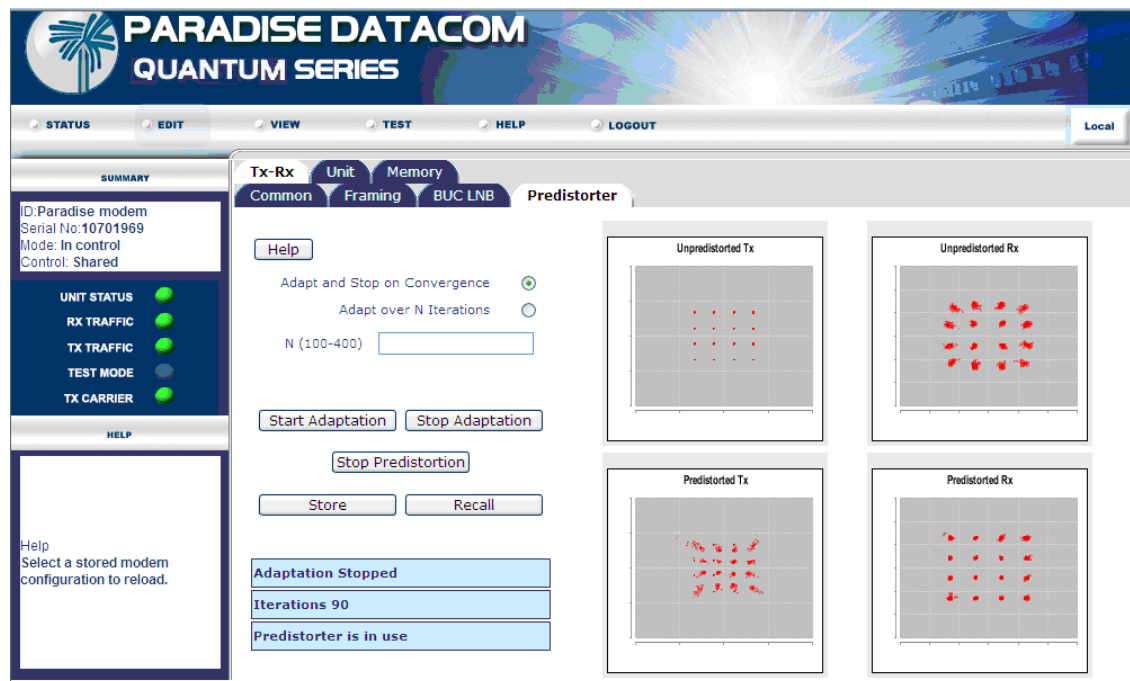 PARADISE DATACOM
QUANTUM SERIES
STATUS EDIT VIEW TEST HELP LOGOUT Local
SUMMARY
ID:Paradise modem
Serial No:10701969
Mode: In control
Control: Shared
UNIT STATUS
RX TRAFFIC
TX TRAFFIC
TEST MODE
TX CARRIER
HELP
Help
Select a stored modem
configuration to reload.
Tx-Rx Unit Memory
Common Framing BUC LNB Predistorter
Help
Adapt and Stop on Convergence
Adapt over N Iterations
N (100-400)
Start Adaptation Stop Adaptation
Stop Predistortion
Store Recall
Adaptation Stopped
Iterations 90
Predistorter is in use
Unpredistorted Tx
Unpredistorted Rx
Predistorted Tx
Predistorted Rx